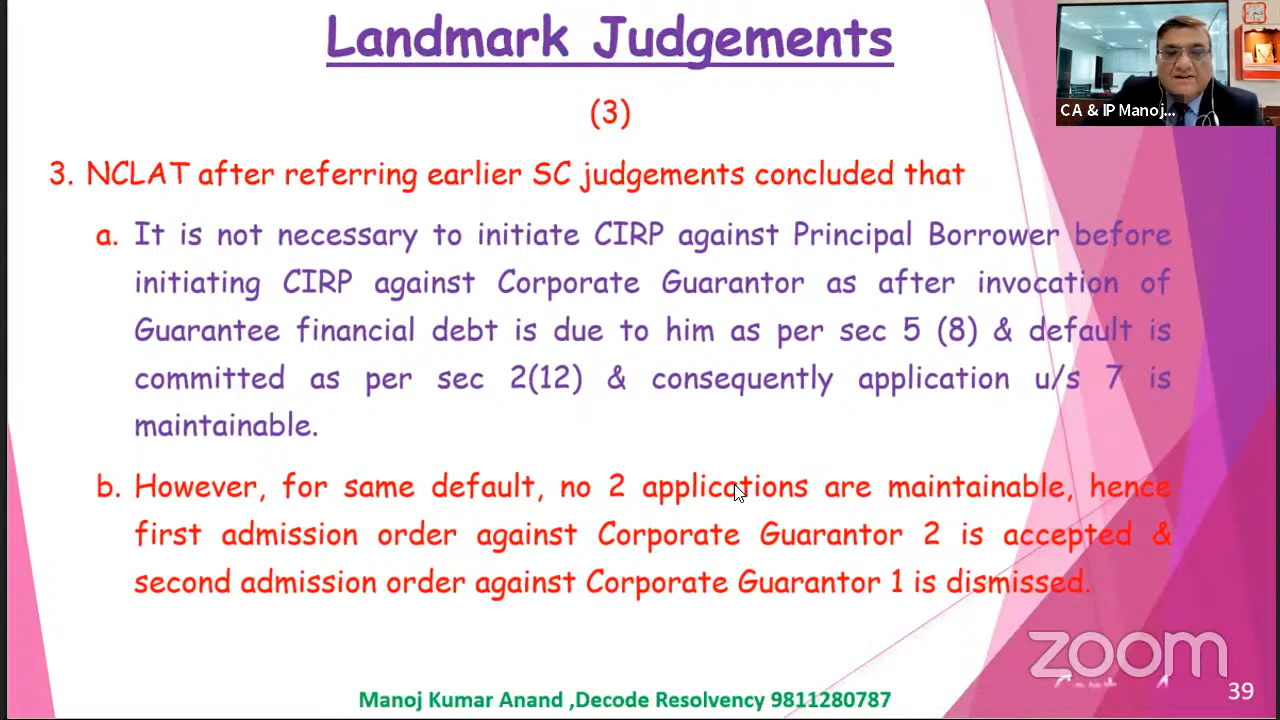 Landmark Judgements
CA & IP Manoj...
(3)
3. NCLAT after referring earlier SC judgements concluded that
a. It is not necessary to initiate CIRP against Principal Borrower before
initiating CIRP against Corporate Guarantor as after invocation of
Guarantee financial debt is due to him as per sec 5 (8) & default is
committed as per sec 2(12) & consequently application u/s 7 is
maintainable.
b. However, for same default, no 2 applications are maintainable, hence
first admission order against Corporate Guarantor 2 is accepted &
second admission order against Corporate Guarantor 1 is dismissed.
zoom
Manoj Kumar Anand ,Decode Resolvency 9811280787
39